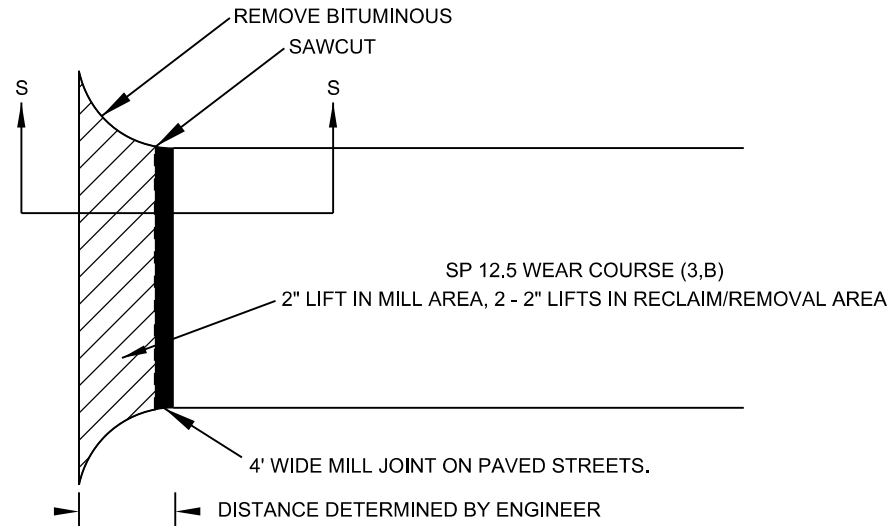 REMOVE BITUMINOUS
SAWCUT
S
S
SP 12.5 WEAR COURSE (3,B)
2" LIFT IN MILL AREA, 2 - 2" LIFTS IN RECLAIM/REMOVAL AREA
4' WIDE MILL JOINT ON PAVED STREETS.
DISTANCE DETERMINED BY ENGINEER